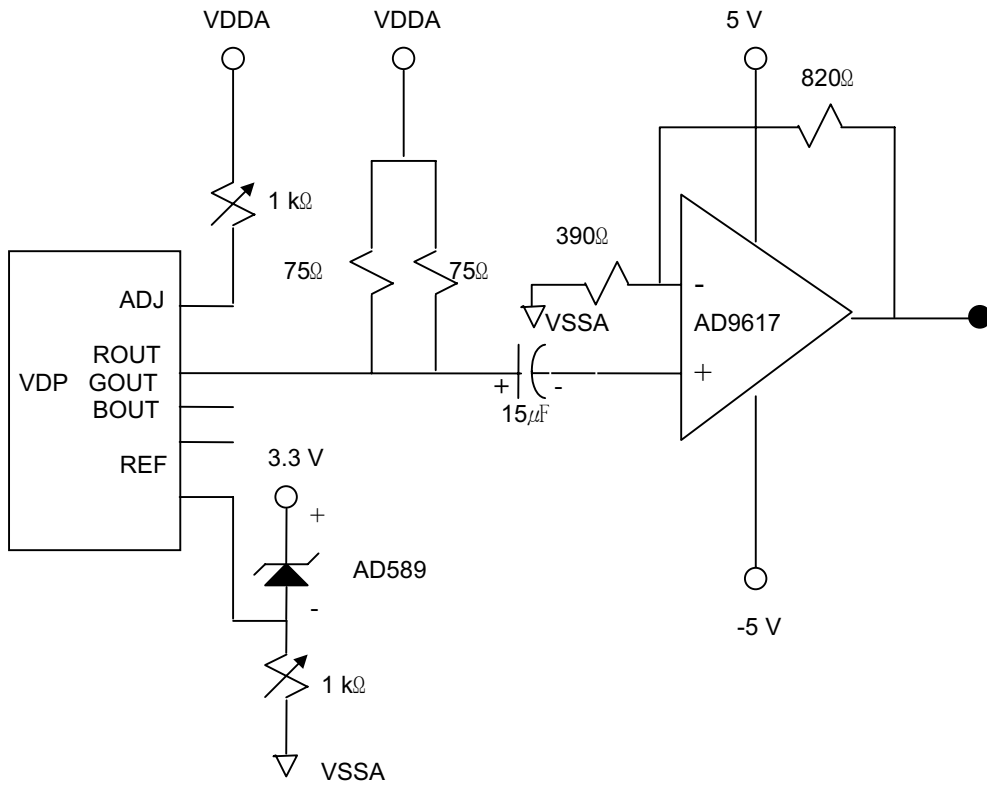 VDDA
VDDA
5 V
820Ω
1 kΩ
390Ω
75Ω
75Ω
ADJ
-
VSSA
AD9617
ROUT
VDP GOUT
+
-
+
BOUT
15μF
REF
3.3 V
+
AD589
-
-5 V
1 kΩ
VSSA